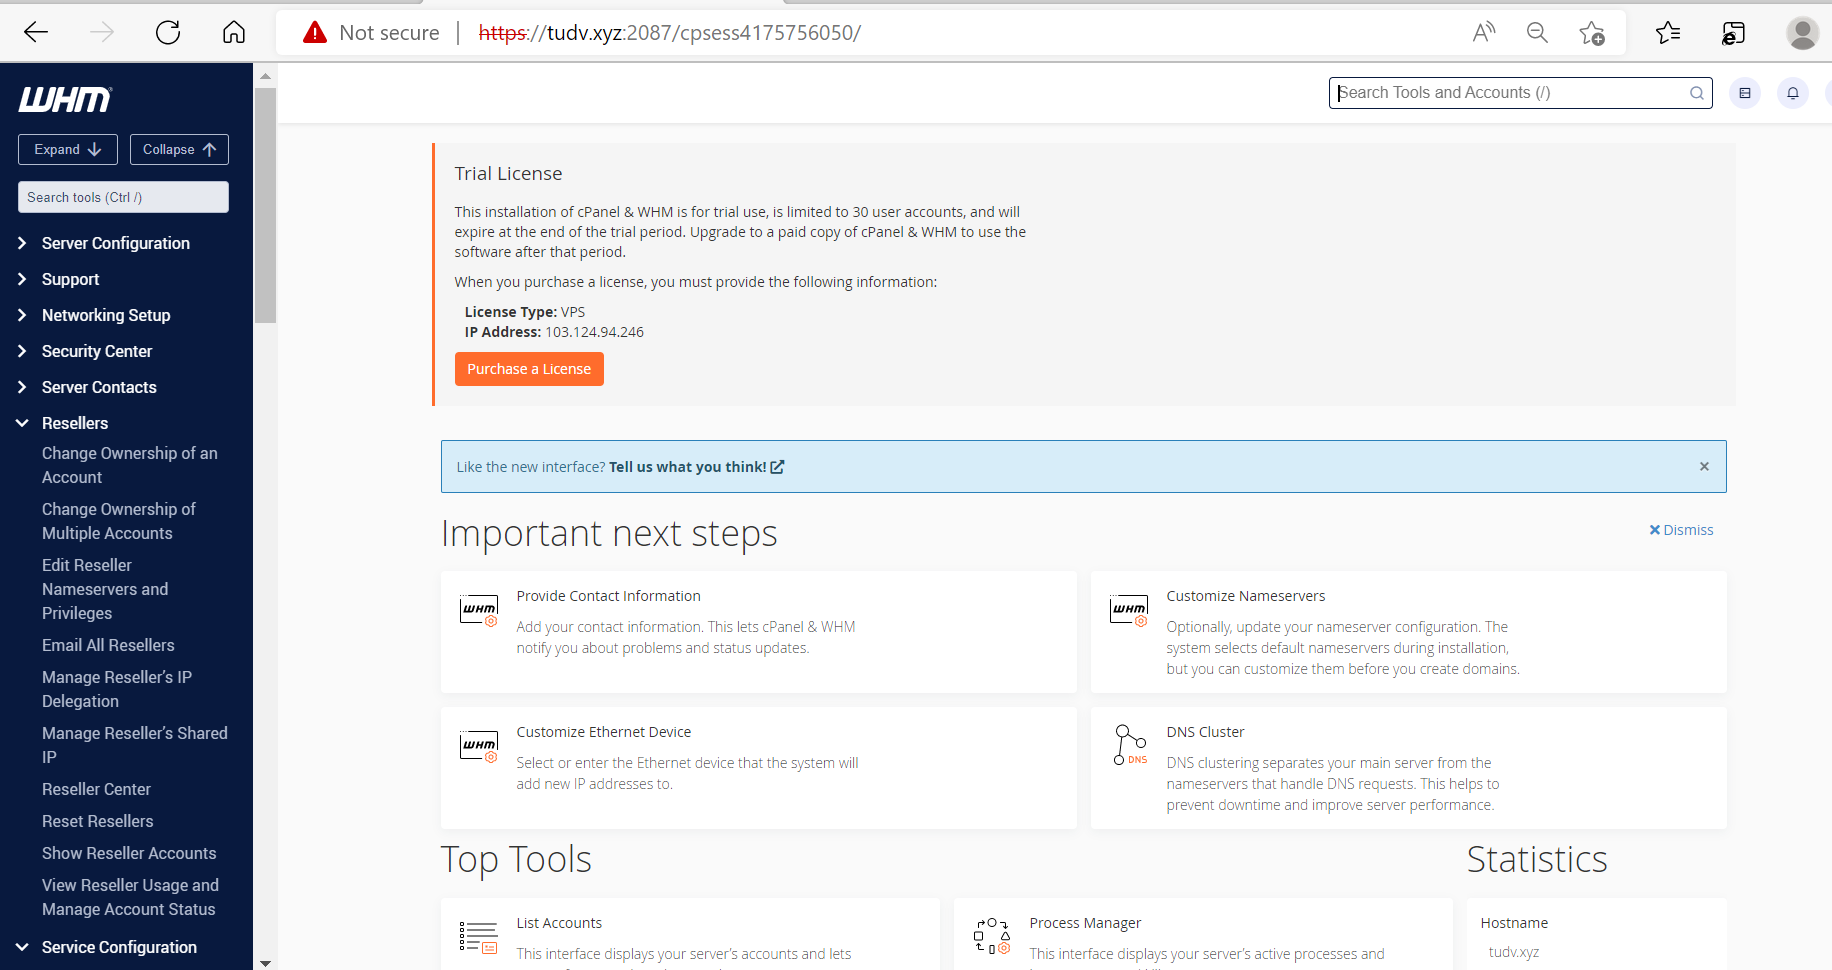 Not secure | https://tudv.xyz:2087/cpsess4175756050/
WHM
Expand
Collapse
Search tools (Ctrl /)
Server Configuration
Support
Networking Setup
Security Center
Server Contacts
Resellers
Change Ownership of an
Account
Change Ownership of
Multiple Accounts
Edit Reseller
Nameservers and
Privileges
Email All Resellers
Manage Reseller’s IP
Delegation
Manage Reseller’s Shared
IP
Reseller Center
Reset Resellers
Show Reseller Accounts
View Reseller Usage and
Manage Account Status
Service Configuration
Search Tools and Accounts (/)
Trial License
This installation of cPanel & WHM is for trial use, is limited to 30 user accounts, and will
expire at the end of the trial period. Upgrade to a paid copy of cPanel & WHM to use the
software after that period.
When you purchase a license, you must provide the following information:
License Type: VPS
IP Address: 103.124.94.246
Purchase a License
Like the new interface? Tell us what you think!
Important next steps
Dismiss
WHM
Provide Contact Information
Add your contact information. This lets cPanel & WHM
notify you about problems and status updates.
WHM
Customize Nameservers
Optionally, update your nameserver configuration. The
system selects default nameservers during installation,
but you can customize them before you create domains.
WHM
Customize Ethernet Device
Select or enter the Ethernet device that the system will
add new IP addresses to.
DNS
DNS Cluster
DNS clustering separates your main server from the
nameservers that handle DNS requests. This helps to
prevent downtime and improve server performance.
Top Tools
List Accounts
This interface displays your server’s accounts and lets
Process Manager
This interface displays your server’s active processes and
Statistics
Hostname
tudv.xyz